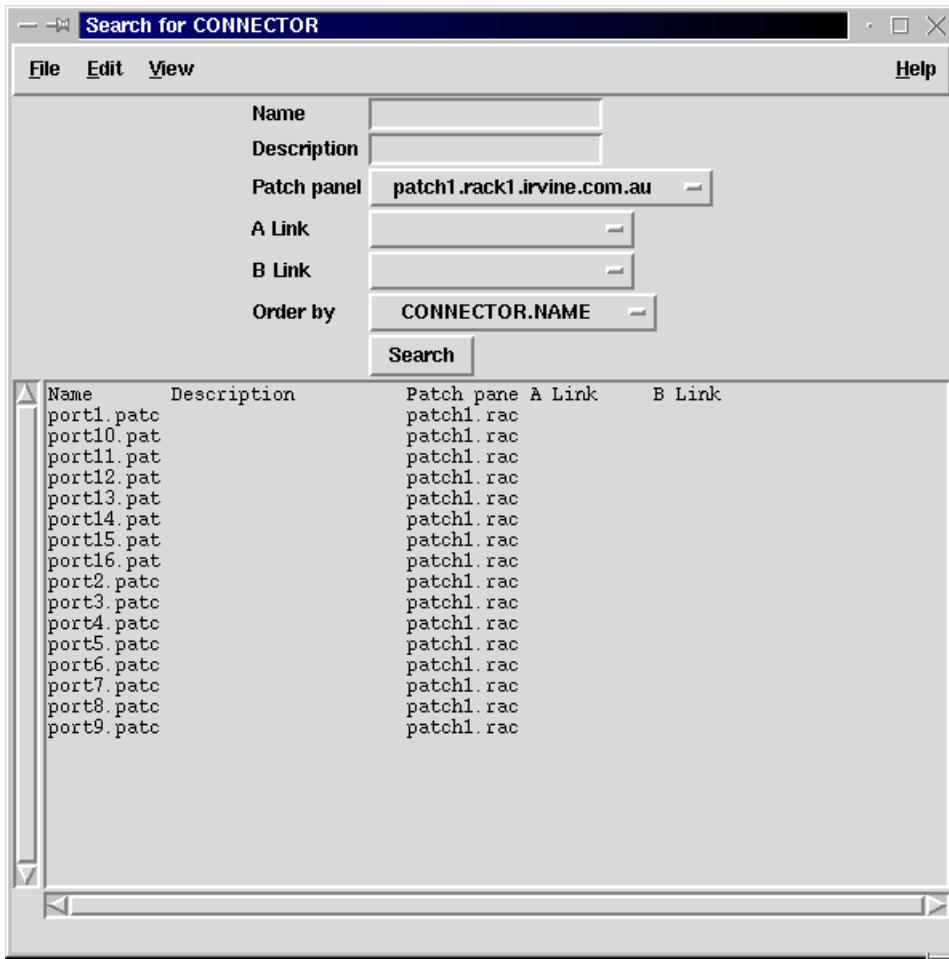 Search for CONNECTOR
File Edit View Help
Name
Description
Patch panel patch1.rack1.irvine.com.au
A Link
B Link
Order by CONNECTOR.NAME
Search
Name Description Patch pane A Link B Link
port1.patc patch1.rac
port10.pat patch1.rac
port11.pat patch1.rac
port12.pat patch1.rac
port13.pat patch1.rac
port14.pat patch1.rac
port15.pat patch1.rac
port16.pat patch1.rac
port2.patc patch1.rac
port3.patc patch1.rac
port4.patc patch1.rac
port5.patc patch1.rac
port6.patc patch1.rac
port7.patc patch1.rac
port8.patc patch1.rac
port9.patc patch1.rac